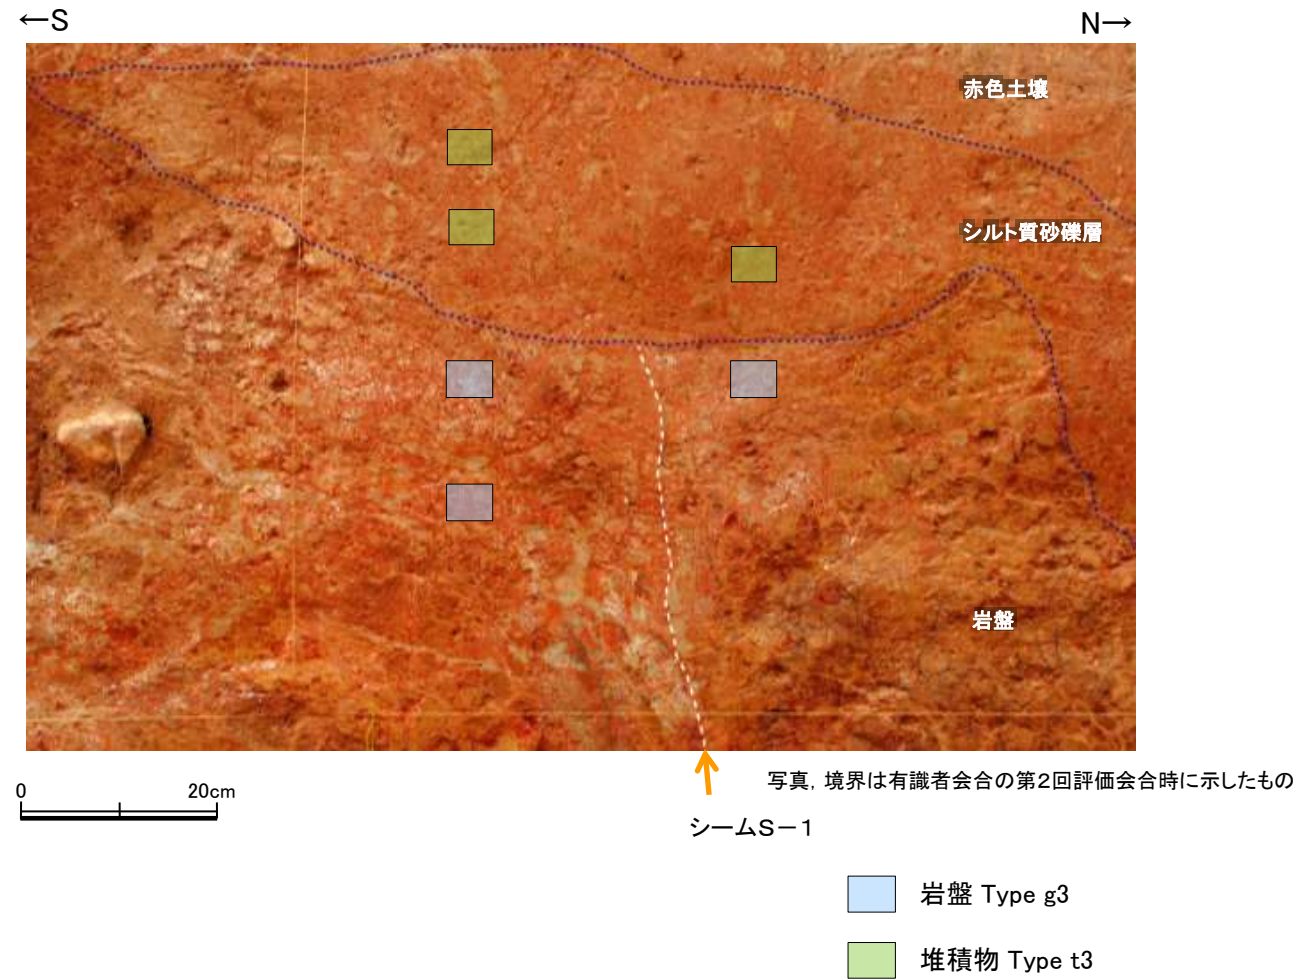 ←S
N→
赤色土壌
シルト質砂礫層
岩盤
0 20cm
写真，境界は有識者会合の第２回評価会合時に示したもの
シームS－1
岩盤 Type g3
堆積物 Type t3